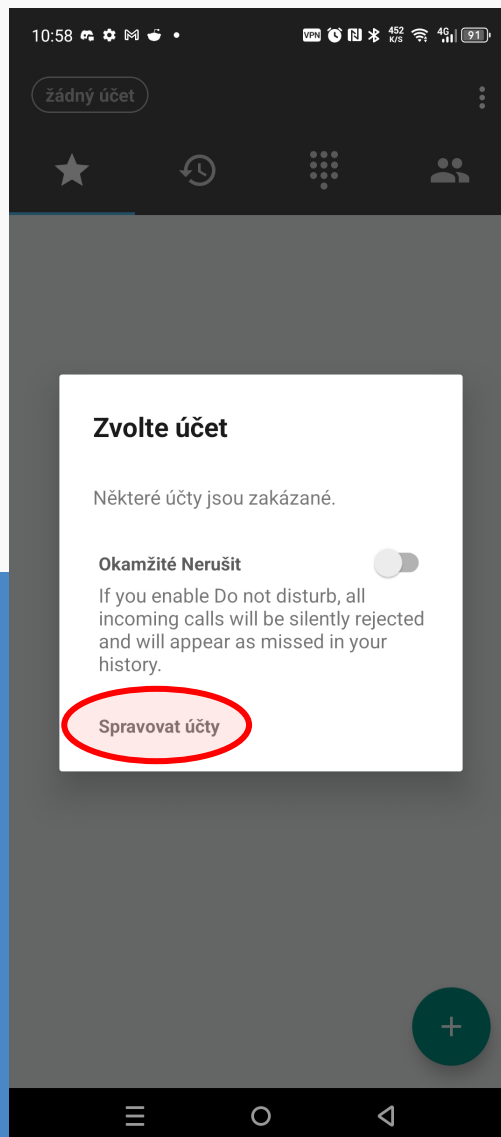 10:58
VPN
452
K/S
4G
91
žádný účet
Zvolte účet
Některé účty jsou zakázané.
Okamžité Nerušit
If you enable Do not disturb, all
incoming calls will be silently rejected
and will appear as missed in your
history.
Spravovat účty